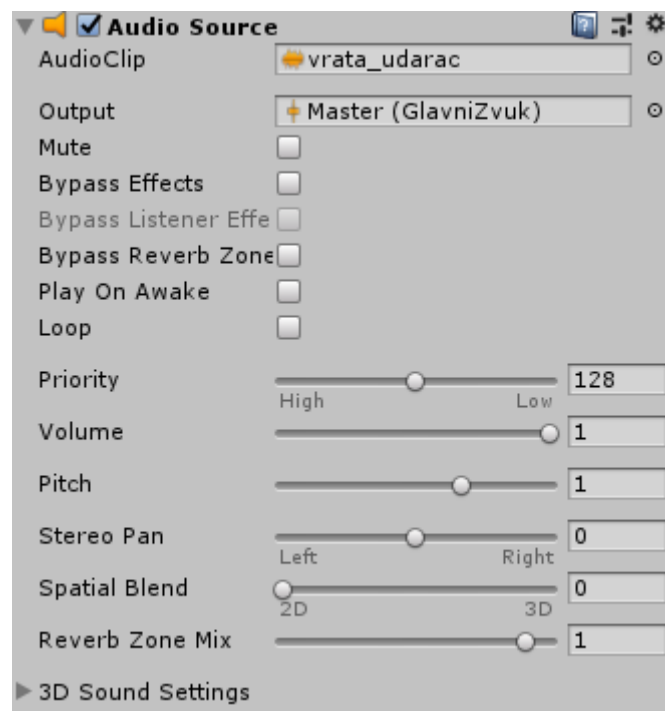 Audio Source
AudioClip vrata_udarac
Output Master (GlavniZvuk)
Mute
Bypass Effects
Bypass Listener Effe
Bypass Reverb Zone
Play On Awake
Loop
Priority 128
High Low
Volume 1
Pitch 1
Stereo Pan 0
Left Right
Spatial Blend 0
2D 3D
Reverb Zone Mix 1
3D Sound Settings